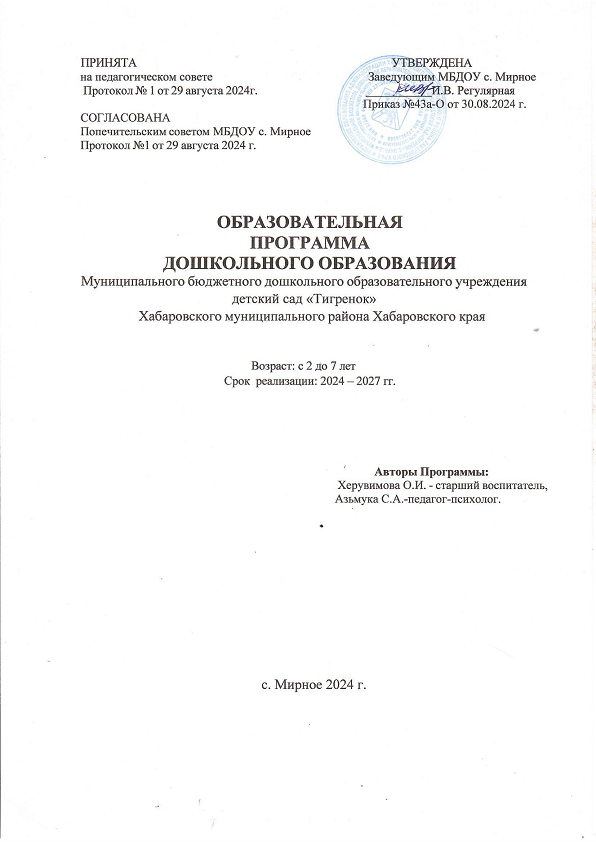 ПРИНЯТА
на педагогическом совете
Протокол № 1 от 29 августа 2024г.
СОГЛАСОВАНА
Попечительским советом МБДОУ с. Мирное
Протокол №1 от 29 августа 2024 г.
УТВЕРЖДЕНА
Заведующим МБДОУ с. Мирное
И.В. Регулярная
Приказ №43а-О от 30.08.2024 г.
ОБРАЗОВАТЕЛЬНАЯ
ПРОГРАММА
ДОШКОЛЬНОГО ОБРАЗОВАНИЯ
Муниципального бюджетного дошкольного образовательного учреждения
детский сад «Тигренок»
Хабаровского муниципального района Хабаровского края
Возраст: с 2 до 7 лет
Срок реализации: 2024 – 2027 гг.
Авторы Программы:
Херувимова О.И. - старший воспитатель,
Азьмука С.А.-педагог-психолог.
с. Мирное 2024 г.